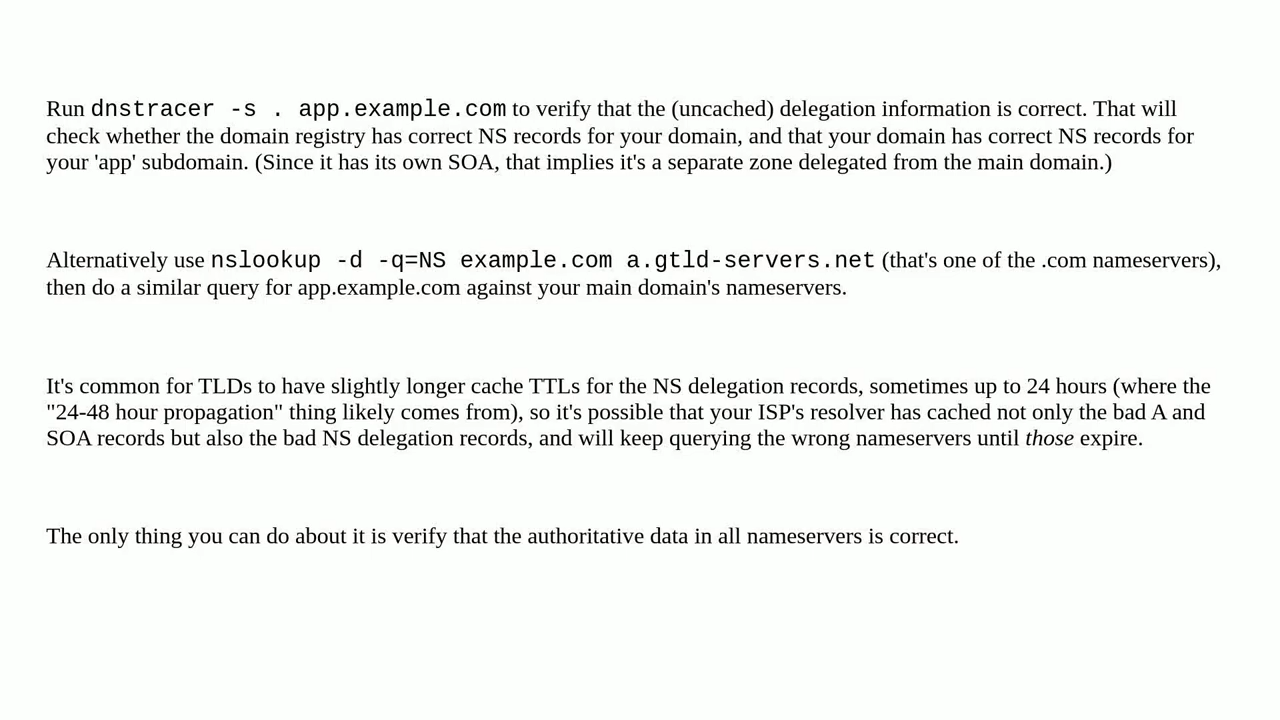 Run dnstracer -s . app.example.com to verify that the (uncached) delegation information is correct. That will
check whether the domain registry has correct NS records for your domain, and that your domain has correct NS records for
your 'app' subdomain. (Since it has its own SOA, that implies it's a separate zone delegated from the main domain.)
Alternatively use nslookup -d -q=NS example.com a.gtld-servers.net (that's one of the .com nameservers),
then do a similar query for app.example.com against your main domain's nameservers.
It's common for TLDs to have slightly longer cache TTLs for the NS delegation records, sometimes up to 24 hours (where the
"24-48 hour propagation" thing likely comes from), so it's possible that your ISP's resolver has cached not only the bad A and
SOA records but also the bad NS delegation records, and will keep querying the wrong nameservers until those expire.
The only thing you can do about it is verify that the authoritative data in all nameservers is correct.